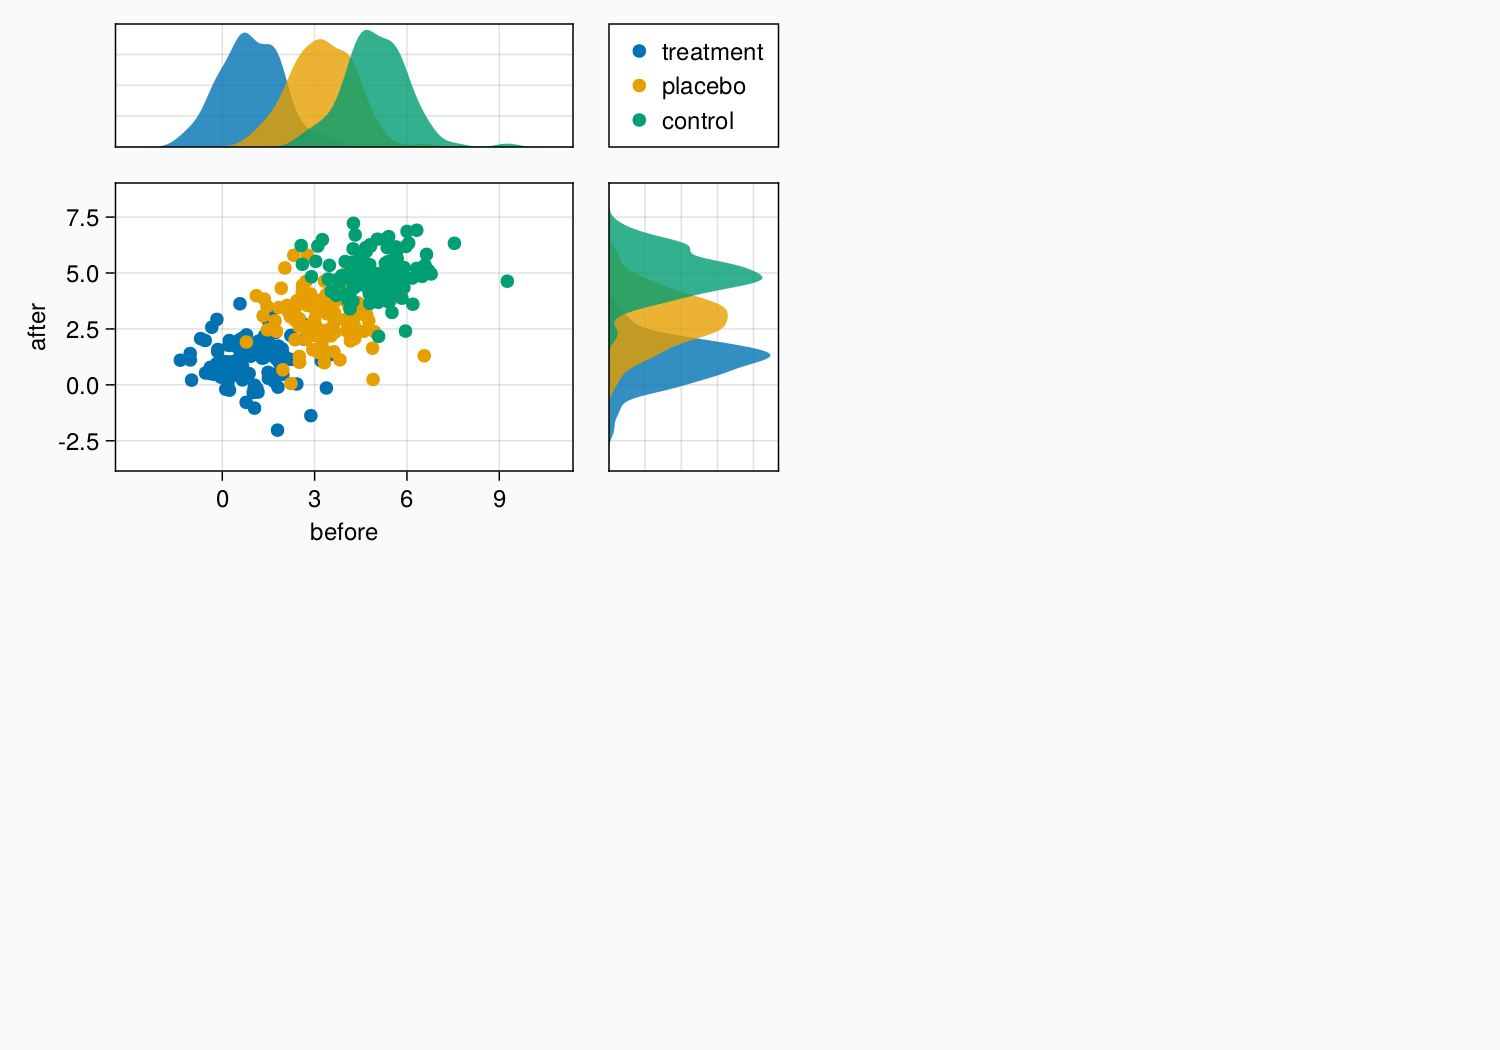 treatment
placebo
control
7.5
5.0
2.5
0.0
-2.5
after
0 3 6 9
before